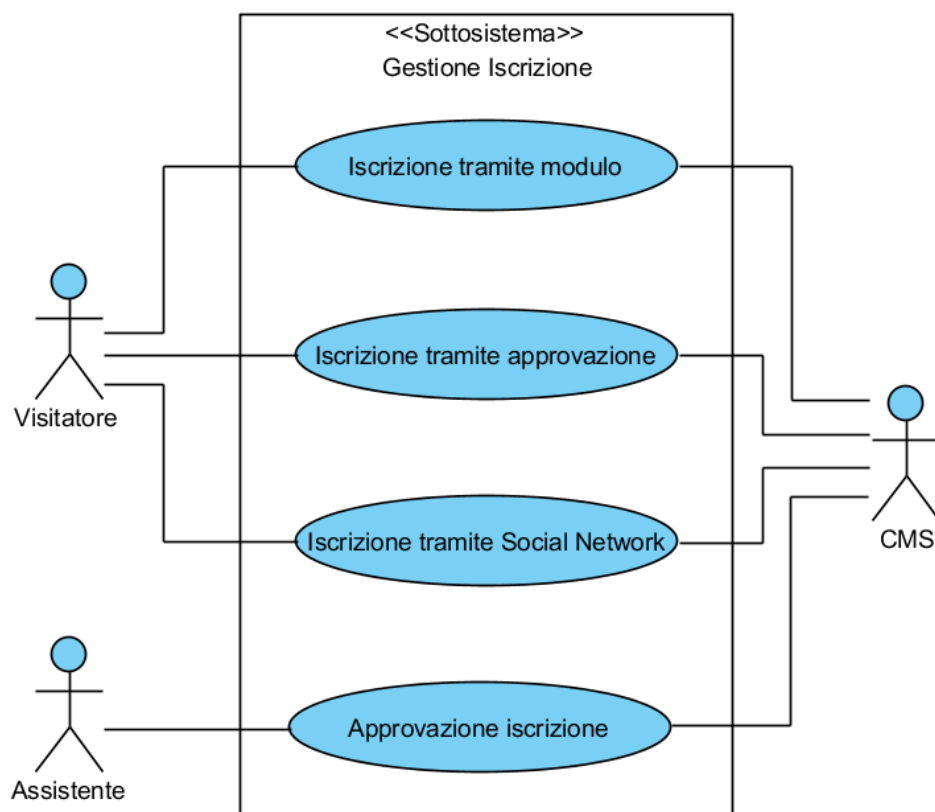 <<Sottosistema>>
Gestione Iscrizione
Iscrizione tramite modulo
Iscrizione tramite approvazione
Visitatore
Iscrizione tramite Social Network
CMS
Approvazione iscrizione
Assistente